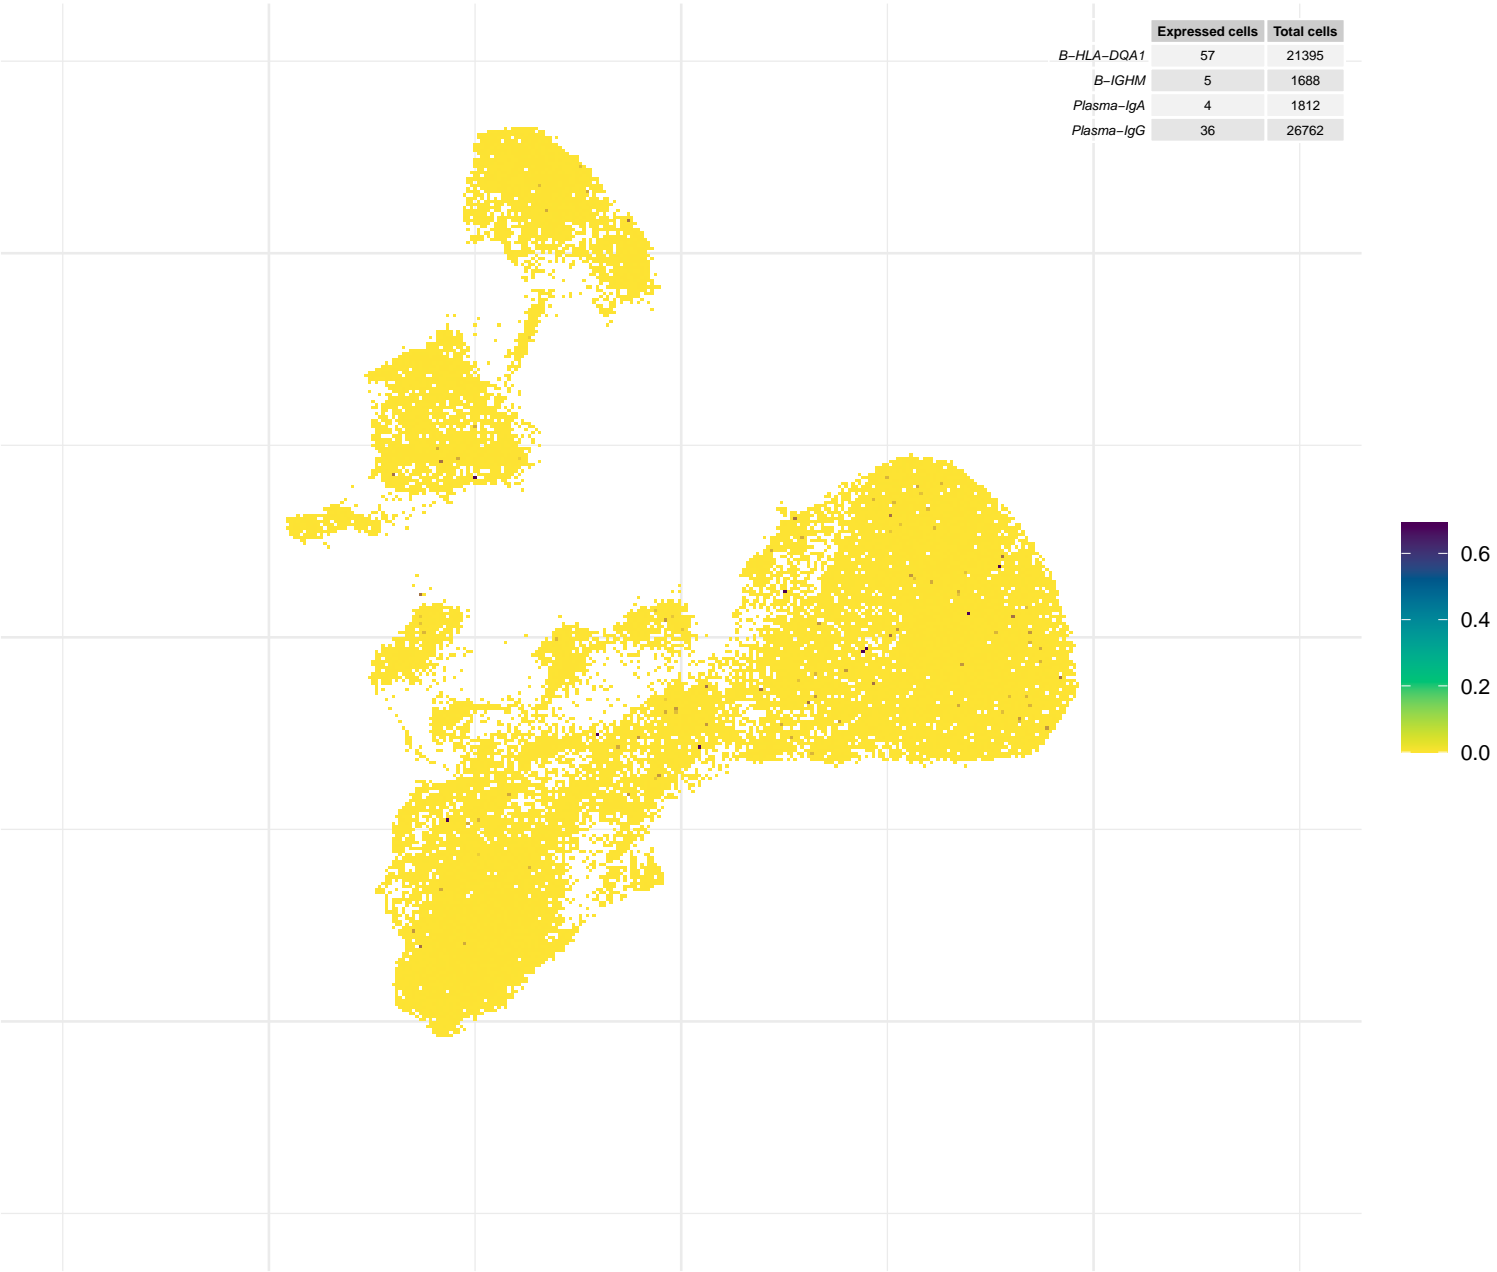 Expressed cells Total cells
B−HLA−DQA1 57 21395
B−IGHM 5 1688
Plasma−IgA 4 1812
Plasma−IgG 36 26762
0.6
0.4
0.2
0.0